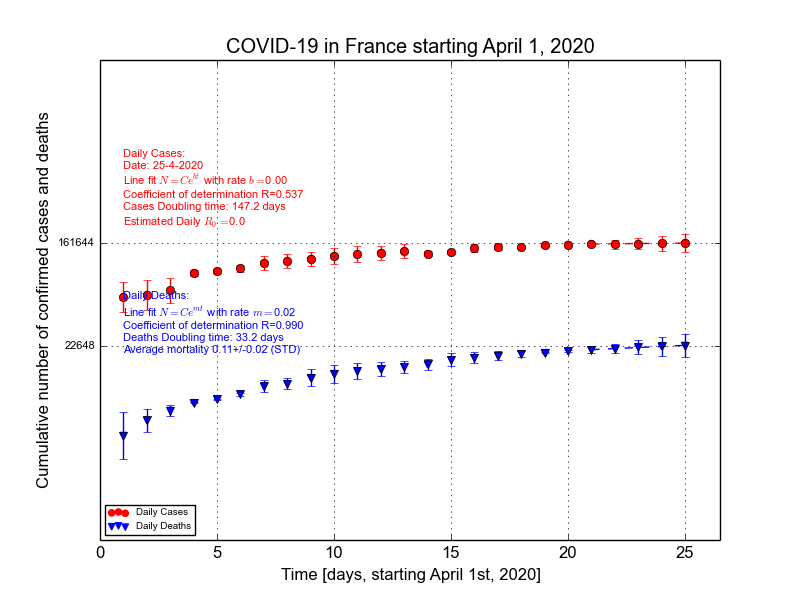 COVID-19 in France starting April 1, 2020
Cumulative number of confirmed cases and deaths
Daily Cases:
Date: 25-4-2020
Line fit N = Ce^{bt} with rate b =0.00
Coefficient of determination R=0.537
Cases Doubling time: 147.2 days
Estimated Daily R_0 =0.0
161644
Daily Deaths:
Line fit N = Ce^{mt} with rate m =0.02
Coefficient of determination R=0.990
Deaths Doubling time: 33.2 days
Average mortality 0.11+/-0.02 (STD)
22648
Daily Cases
Daily Deaths
0 5 10 15 20 25
Time [days, starting April 1st, 2020]